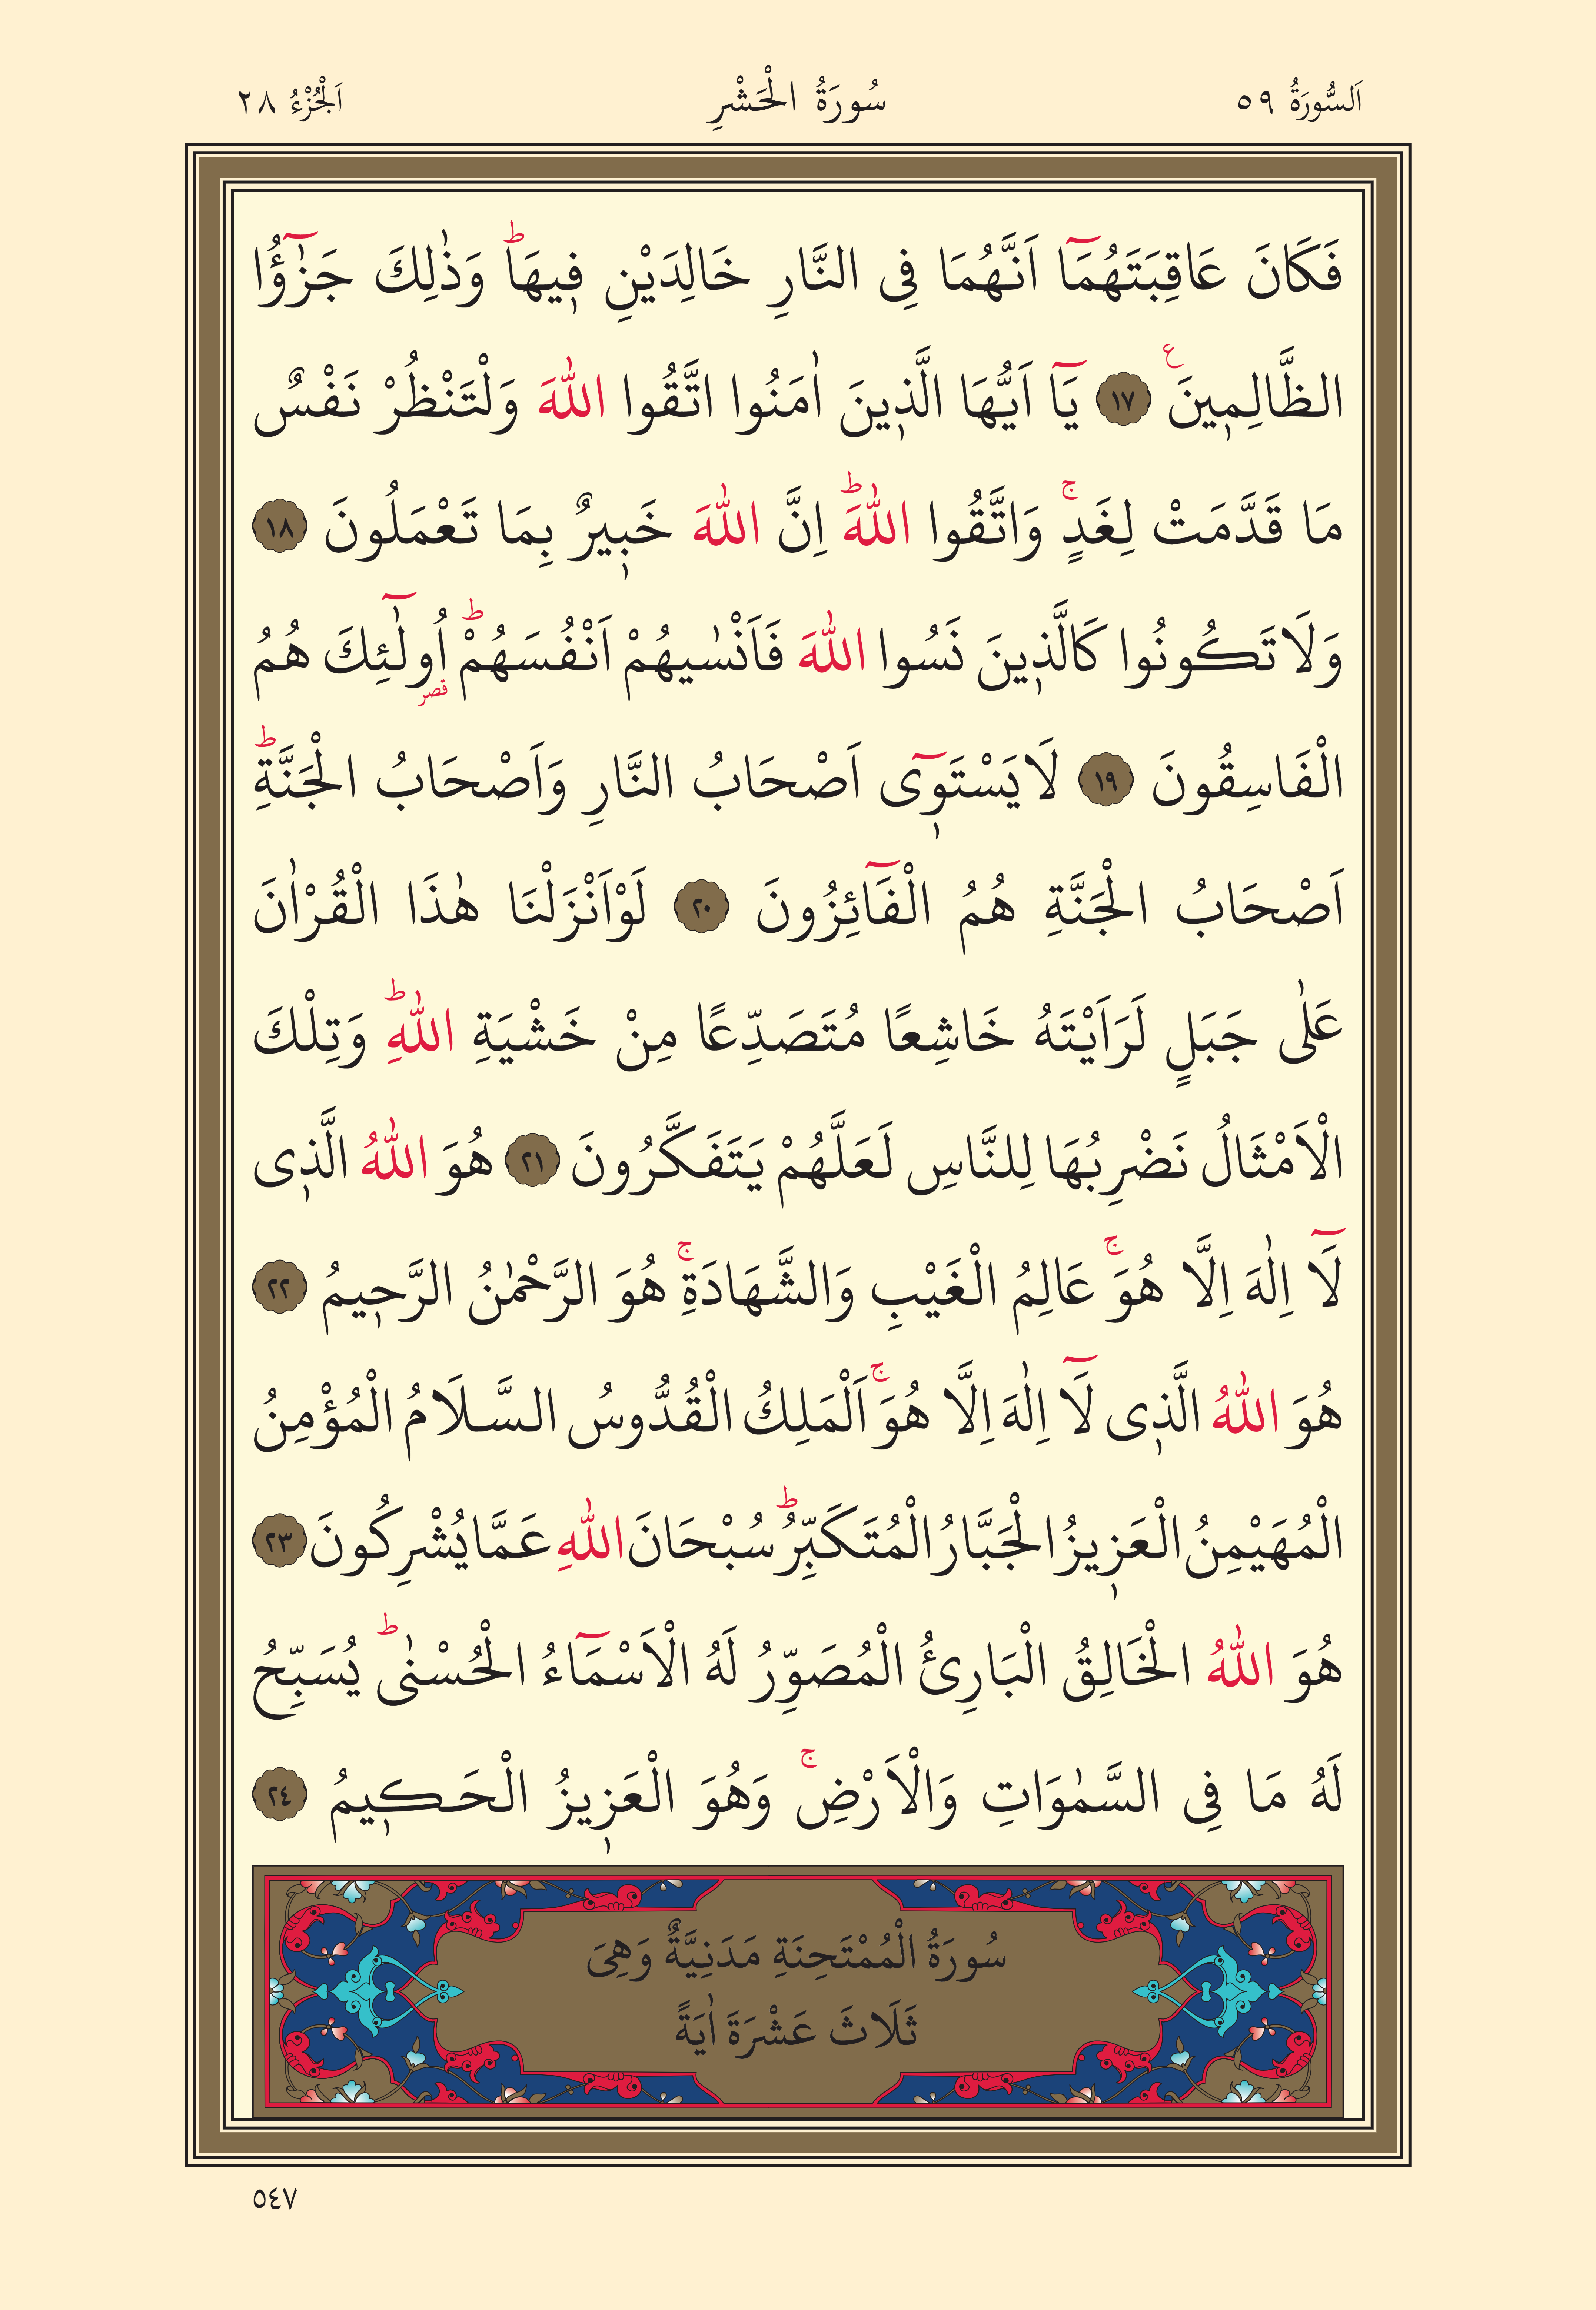 اَلسُّورَةُ ٥٩ سُورَةُ الْحَشْرِ اَلْجُزْءُ ٢٨
فَكَانَ عَاقِبَتَهُمَٓا اَنَّهُمَا فِى النَّارِ خَالِدَيْنِ ف۪يهَاۜ وَذٰلِكَ جَزٰٓؤُ۬ا
الظَّالِم۪ينَ۟ ﴿١٧﴾ يَٓا اَيُّهَا الَّذ۪ينَ اٰمَنُوا اتَّقُوا اللّٰهَ وَلْتَنْظُرْ نَفْسٌ
مَا قَدَّمَتْ لِغَدٍۚ وَاتَّقُوا اللّٰهَۜ اِنَّ اللّٰهَ خَب۪يرٌ بِمَا تَعْمَلُونَ ﴿١٨﴾
وَلَا تَكُونُوا كَالَّذ۪ينَ نَسُوا اللّٰهَ فَاَنْسٰيهُمْ اَنْفُسَهُمْۜ اُو۬لٰٓئِكَ هُمُ
الْفَاسِقُونَ ﴿١٩﴾ لَا يَسْتَو۪ٓى اَصْحَابُ النَّارِ وَاَصْحَابُ الْجَنَّةِۜ
اَصْحَابُ الْجَنَّةِ هُمُ الْفَٓائِزُونَ ﴿٢٠﴾ لَوْ اَنْزَلْنَا هٰذَا الْقُرْاٰنَ
عَلٰى جَبَلٍ لَرَاَيْتَهُ خَاشِعًا مُتَصَدِّعًا مِنْ خَشْيَةِ اللّٰهِۜ وَتِلْكَ
الْاَمْثَالُ نَضْرِبُهَا لِلنَّاسِ لَعَلَّهُمْ يَتَفَكَّرُونَ ﴿٢١﴾ هُوَ اللّٰهُ الَّذ۪ى
لَٓا اِلٰهَ اِلَّا هُوَۚ عَالِمُ الْغَيْبِ وَالشَّهَادَةِۚ هُوَ الرَّحْمٰنُ الرَّح۪يمُ ﴿٢٢﴾
هُوَ اللّٰهُ الَّذ۪ى لَٓا اِلٰهَ اِلَّا هُوَۚ اَلْمَلِكُ الْقُدُّوسُ السَّلَامُ الْمُؤْمِنُ
الْمُهَيْمِنُ الْعَز۪يزُ الْجَبَّارُ الْمُتَكَبِّرُۜ سُبْحَانَ اللّٰهِ عَمَّا يُشْرِكُونَ ﴿٢٣﴾
هُوَ اللّٰهُ الْخَالِقُ الْبَارِئُ الْمُصَوِّرُ لَهُ الْاَسْمَٓاءُ الْحُسْنٰىۜ يُسَبِّحُ
لَهُ مَا فِى السَّمٰوَاتِ وَالْاَرْضِۚ وَهُوَ الْعَز۪يزُ الْحَك۪يمُ ﴿٢٤﴾
سُورَةُ الْمُمْتَحِنَةِ مَدَنِيَّةٌ وَهِىَ
ثَلَاثَ عَشْرَةَ اٰيَةً
٥٤٧